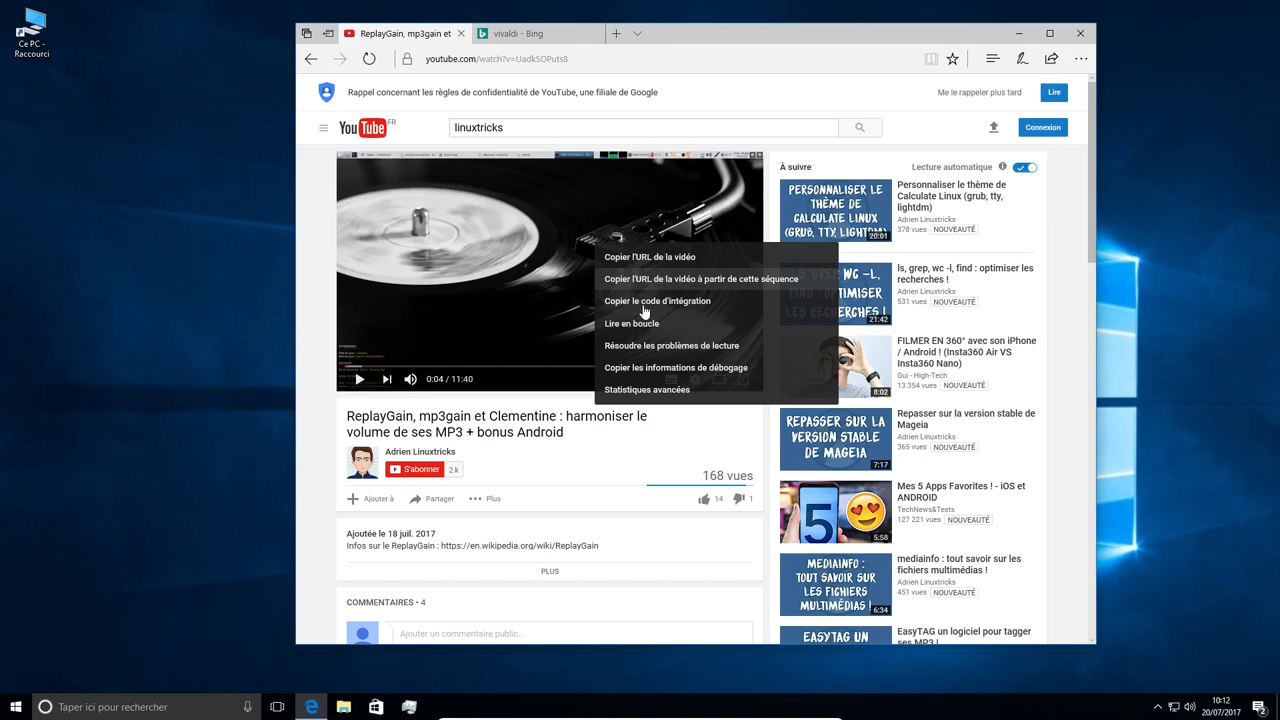 Ce PC -
Raccourci
ReplayGain, mp3gain et
vivaldi - Bing
youtube.com/watch?v=UadkSOPuts8
Rappel concernant les règles de confidentialité de YouTube, une filiale de Google
Me le rappeler plus tard
Lire
YouTube FR
linuxtricks
Connexion
À suivre
Lecture automatique
PERSONNALISER LE
THÈME DE
CALCULATE LINUX
(GRUB, TTY, LIGHTDM)
20:01
Personnaliser le thème de
Calculate Linux (grub, tty,
lightdm)
Adrien Linuxtricks
378 vues NOUVEAUTÉ
Copier l'URL de la vidéo
Copier l'URL de la vidéo à partir de cette séquence
Copier le code d'intégration
Lire en boucle
Résoudre les problèmes de lecture
Copier les informations de débogage
Statistiques avancées
WC -L,
21:42
ls, grep, wc -l, find : optimiser les
recherches !
Adrien Linuxtricks
531 vues NOUVEAUTÉ
8:02
FILMER EN 360° avec son iPhone
/ Android ! (Insta360 Air VS
Insta360 Nano)
Gui - High-Tech
13 354 vues NOUVEAUTÉ
0:04 / 11:40
ReplayGain, mp3gain et Clementine : harmoniser le
volume de ses MP3 + bonus Android
Adrien Linuxtricks
S'abonner 2 k
168 vues
Ajouter à
Partager
Plus
14
1
REPASSER SUR LA
VERSION STABLE
DE MAGEIA
7:17
Repasser sur la version stable de
Mageia
Adrien Linuxtricks
365 vues NOUVEAUTÉ
5
5:58
Mes 5 Apps Favorites ! - iOS et
ANDROID
TechNews&Tests
127 221 vues NOUVEAUTÉ
Ajoutée le 18 juil. 2017
Infos sur le ReplayGain : https://en.wikipedia.org/wiki/ReplayGain
PLUS
MEDIAINFO :
TOUT SAVOIR SUR
LES FICHIERS
MULTIMÉDIAS !
6:34
mediainfo : tout savoir sur les
fichiers multimédias !
Adrien Linuxtricks
451 vues NOUVEAUTÉ
COMMENTAIRES • 4
Ajouter un commentaire public...
EASYTAG UN
EasyTAG un logiciel pour tagger
ses MP3 !
Taper ici pour rechercher
10:12
20/07/2017
2